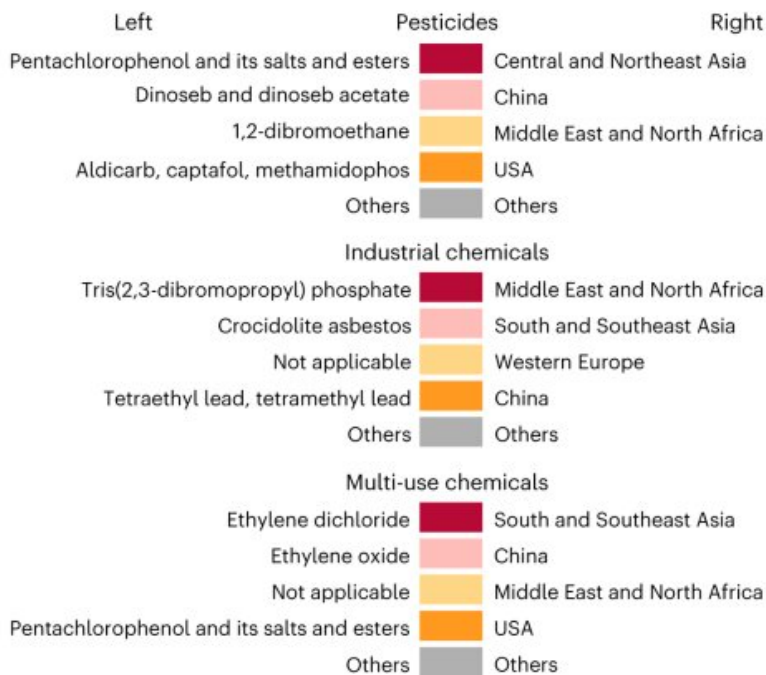 Left Pesticides Right
Pentachlorophenol and its salts and esters Central and Northeast Asia
Dinoseb and dinoseb acetate China
1,2-dibromoethane Middle East and North Africa
Aldicarb, captafol, methamidophos USA
Others Others
Industrial chemicals
Tris(2,3-dibromopropyl) phosphate Middle East and North Africa
Crocidolite asbestos South and Southeast Asia
Not applicable Western Europe
Tetraethyl lead, tetramethyl lead China
Others Others
Multi-use chemicals
Ethylene dichloride South and Southeast Asia
Ethylene oxide China
Not applicable Middle East and North Africa
Pentachlorophenol and its salts and esters USA
Others Others